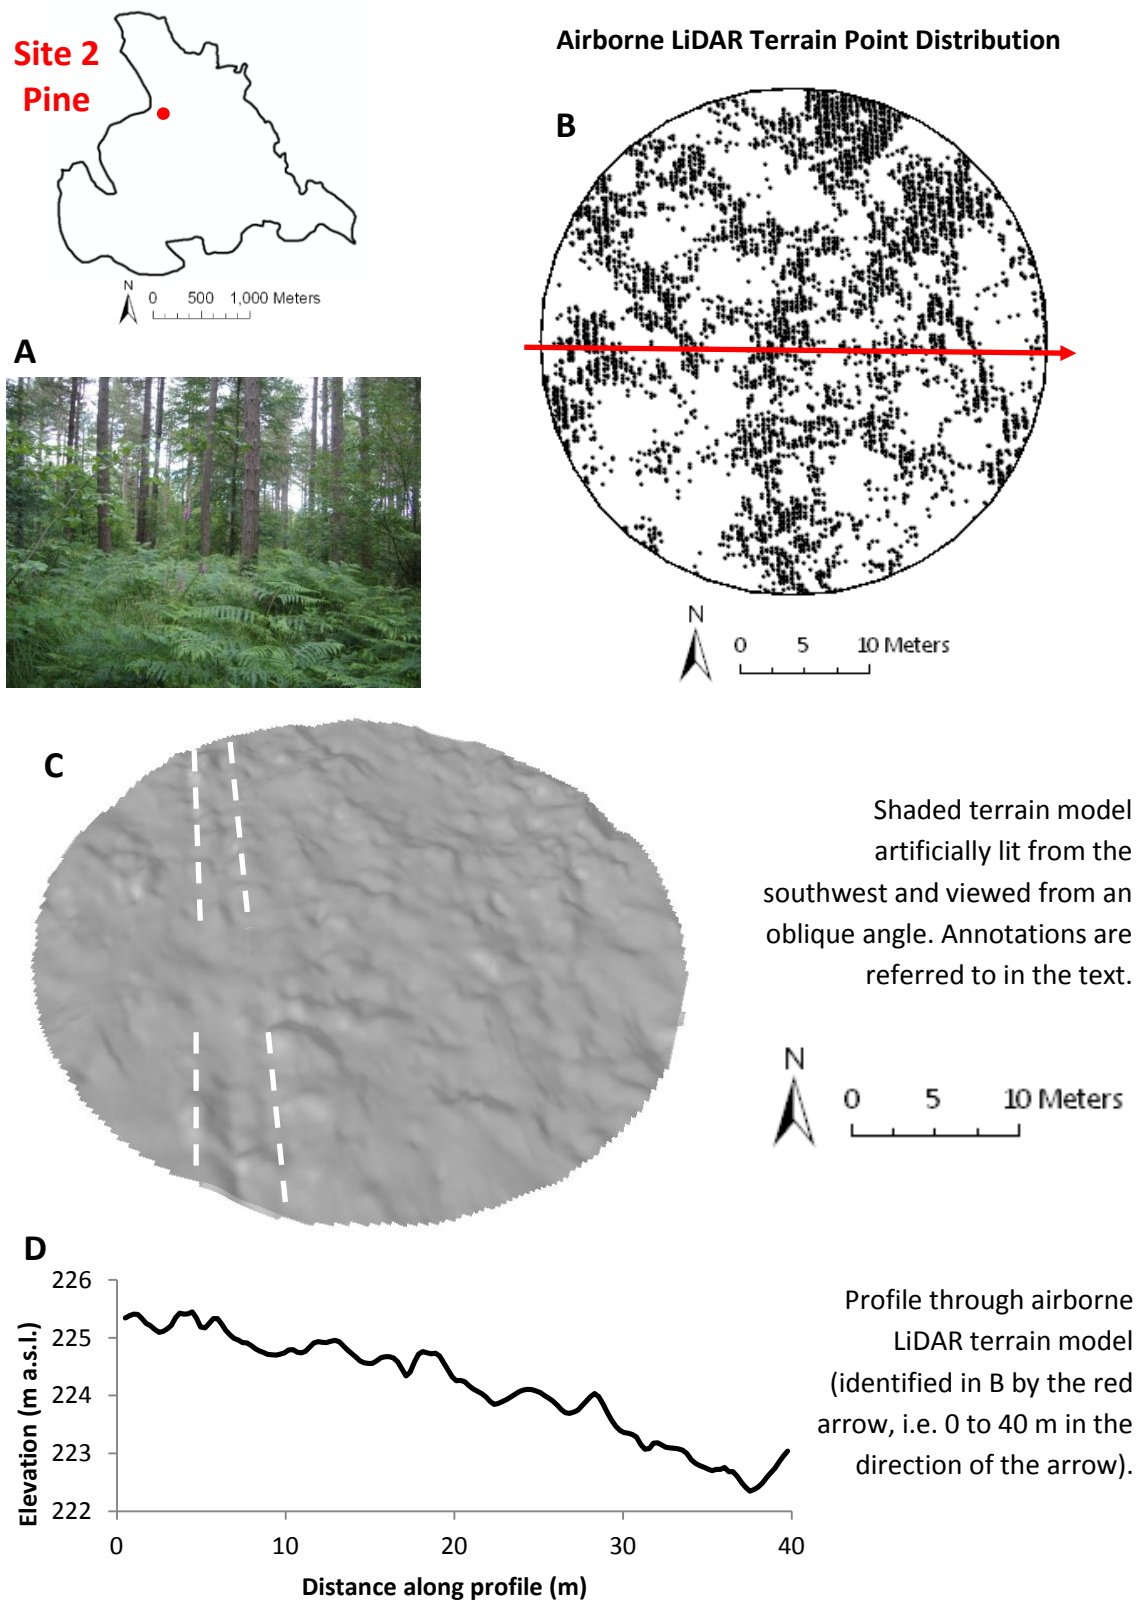 Site 2
Pine
N
0 500 1,000 Meters
Airborne LiDAR Terrain Point Distribution
B
N
0 5 10 Meters
A
C
Shaded terrain model
artificially lit from the
southwest and viewed from an
oblique angle. Annotations are
referred to in the text.
N
0 5 10 Meters
D
226
225
224
223
222
Elevation (m a.s.l.)
0 10 20 30 40
Distance along profile (m)
Profile through airborne
LiDAR terrain model
(identified in B by the red
arrow, i.e. 0 to 40 m in the
direction of the arrow).